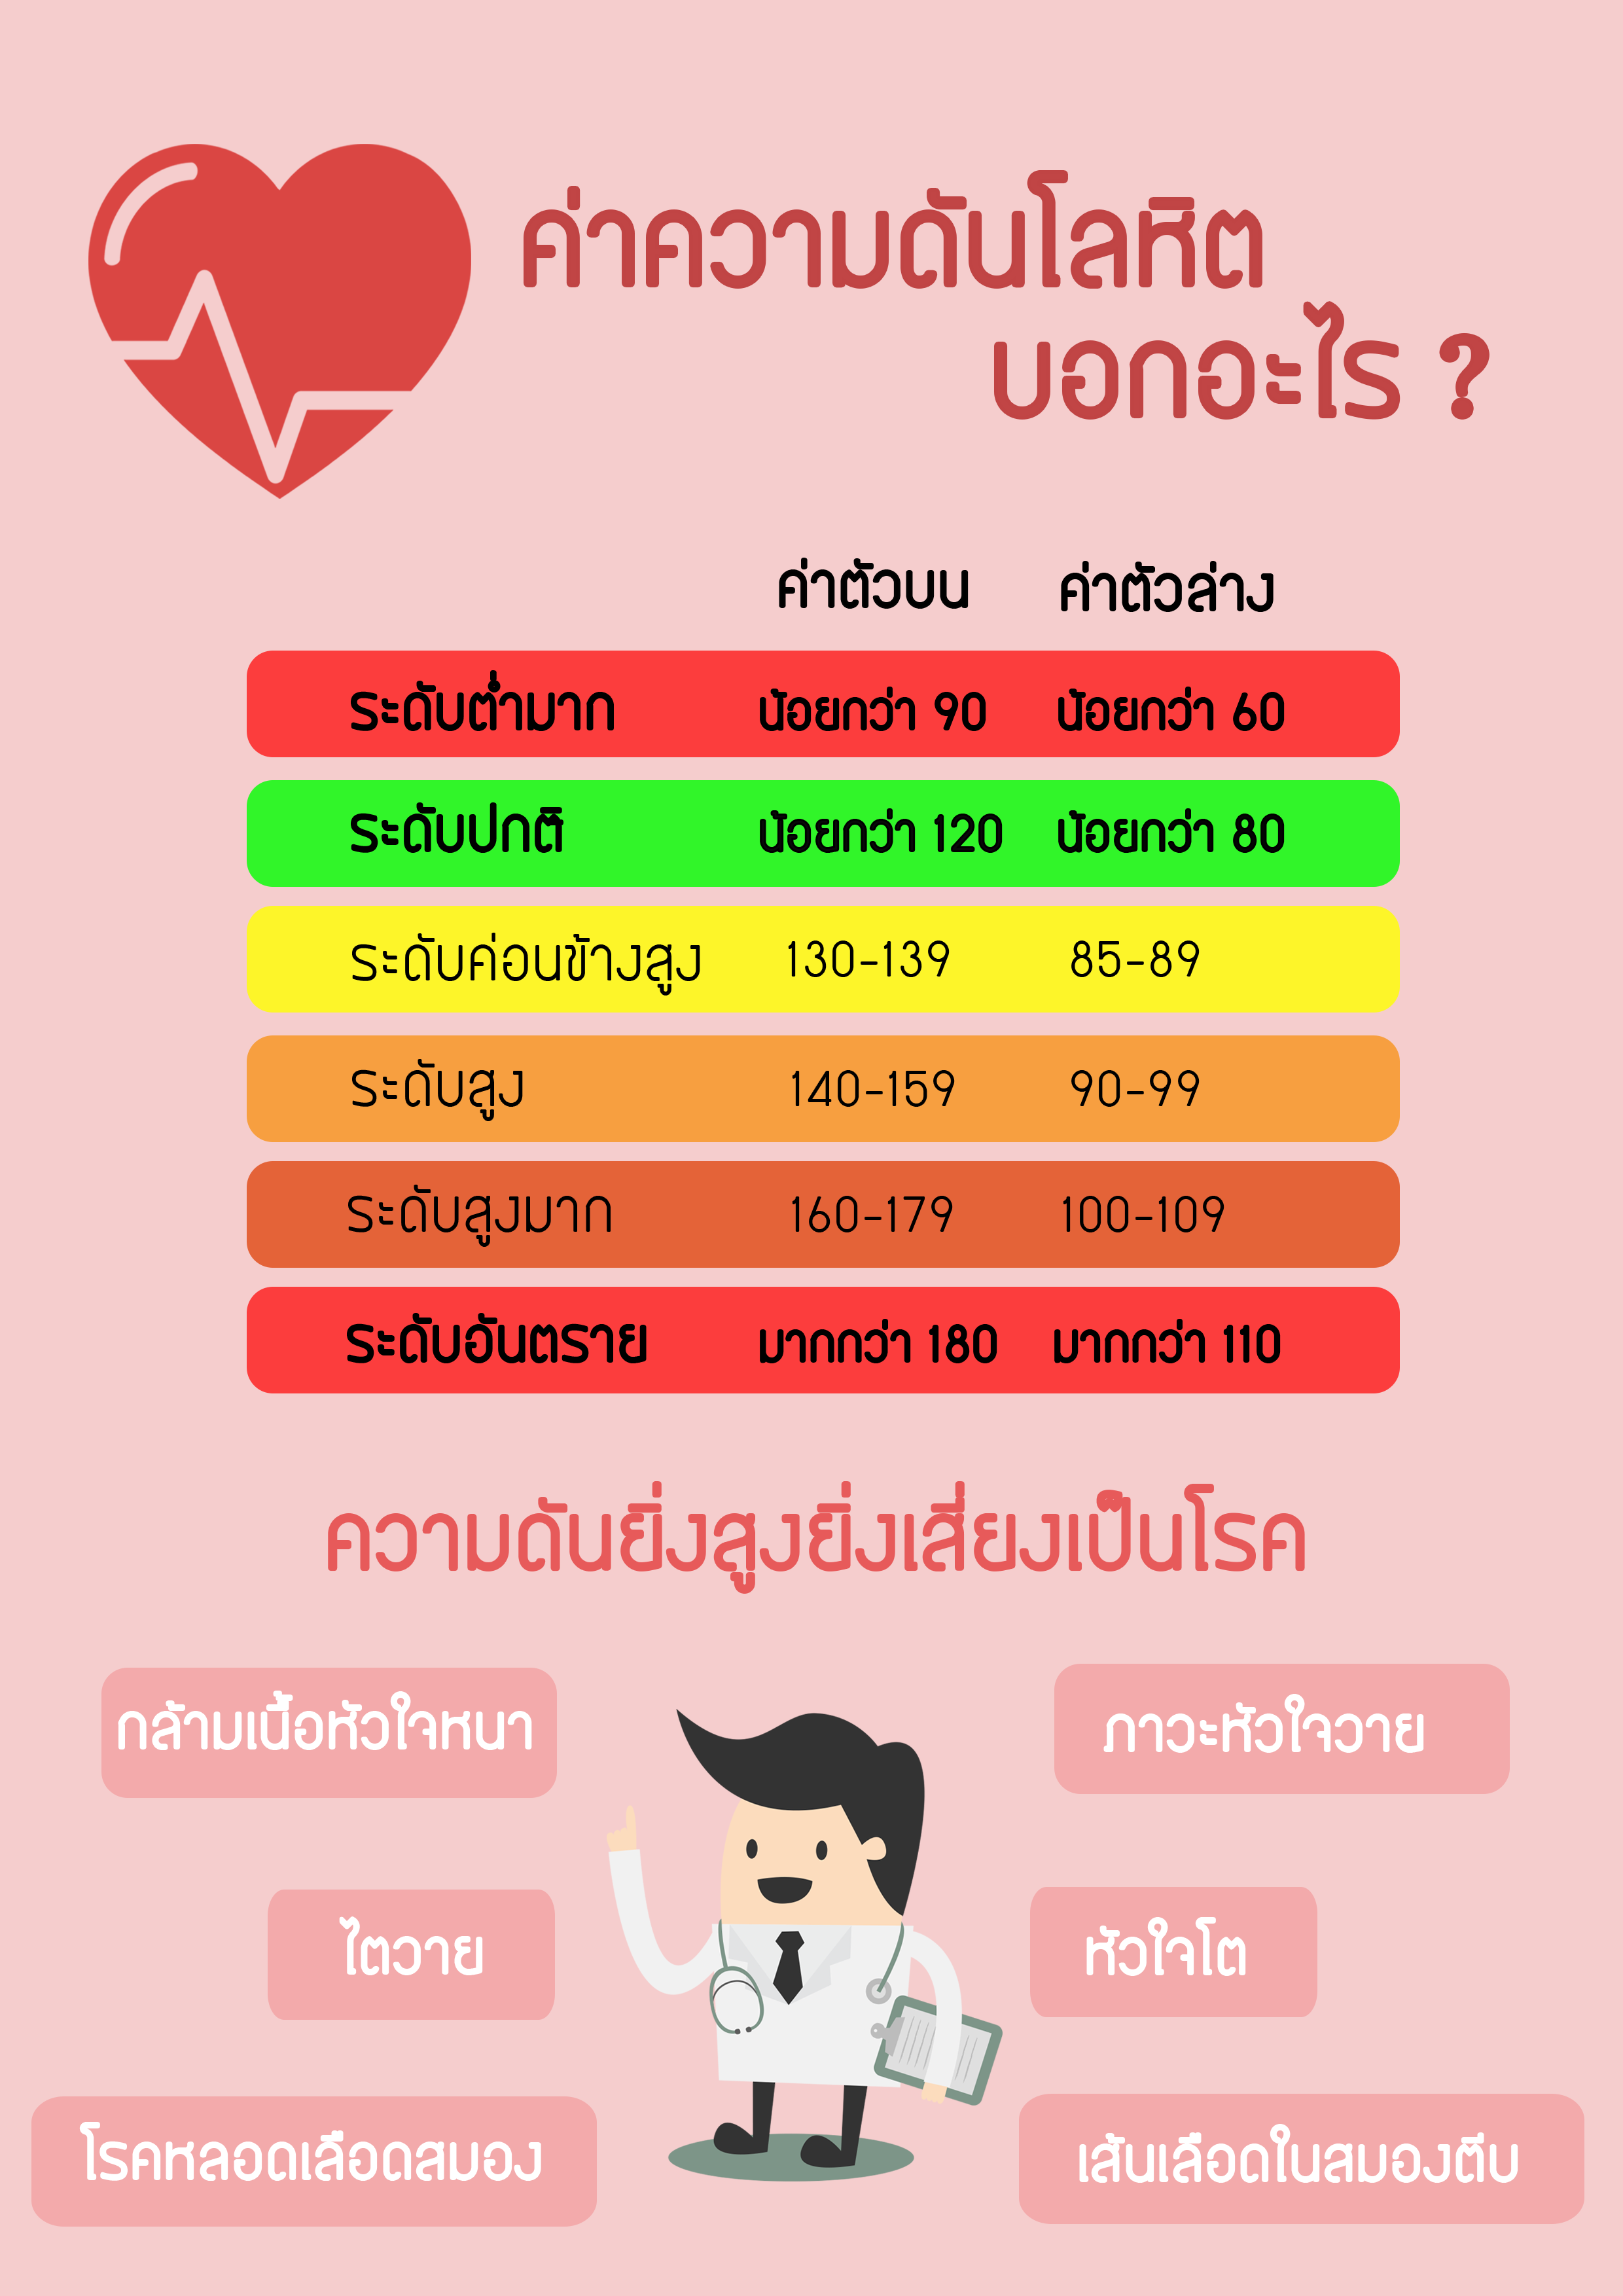 ค่าความดันโลหิต
บอกอะไร ?
ค่าตัวบน ค่าตัวล่าง
ระดับต่ำมาก น้อยกว่า 90 น้อยกว่า 60
ระดับปกติ น้อยกว่า 120 น้อยกว่า 80
ระดับค่อนข้างสูง 130-139 85-89
ระดับสูง 140-159 90-99
ระดับสูงมาก 160-179 100-109
ระดับอันตราย มากกว่า 180 มากกว่า 110
ความดันยิ่งสูงยิ่งเสี่ยงเป็นโรค
กล้ามเนื้อหัวใจหนา ภาวะหัวใจวาย
ไตวาย หัวใจโต
โรคหลอดเลือดสมอง เส้นเลือดในสมองตีบ